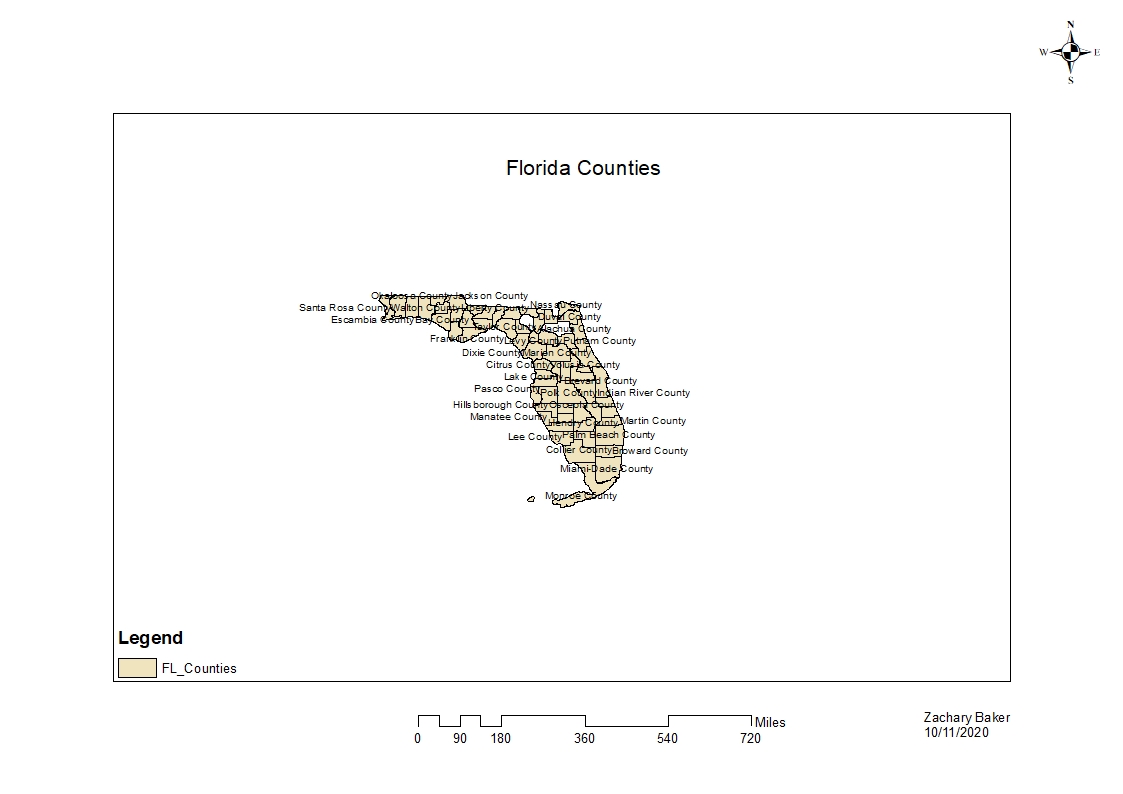 N
W E
S
Florida Counties
Okaloosa County Jackson County
Nassau County
Santa Rosa County Walton County Liberty County
Duval County
Escambia County Bay County
Taylor County Alachua County
Franklin County Levy County Putnam County
Dixie County Marion County
Citrus County Volusia County
Lake County
Brevard County
Pasco County
Polk County Indian River County
Hillsborough County Osceola County
Manatee County
Hendry County Martin County
Lee County Palm Beach County
Collier County Broward County
Miami-Dade County
Monroe County
Legend
FL_Counties
Miles
0 90 180 360 540 720
Zachary Baker
10/11/2020